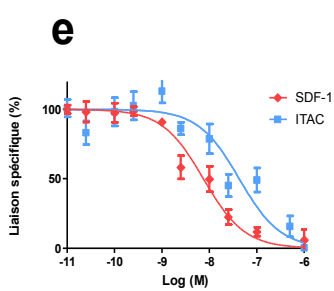 e
Liaison spécifique (%)
100
50
0
-11 -10 -9 -8 -7 -6
Log (M)
SDF-1
ITAC